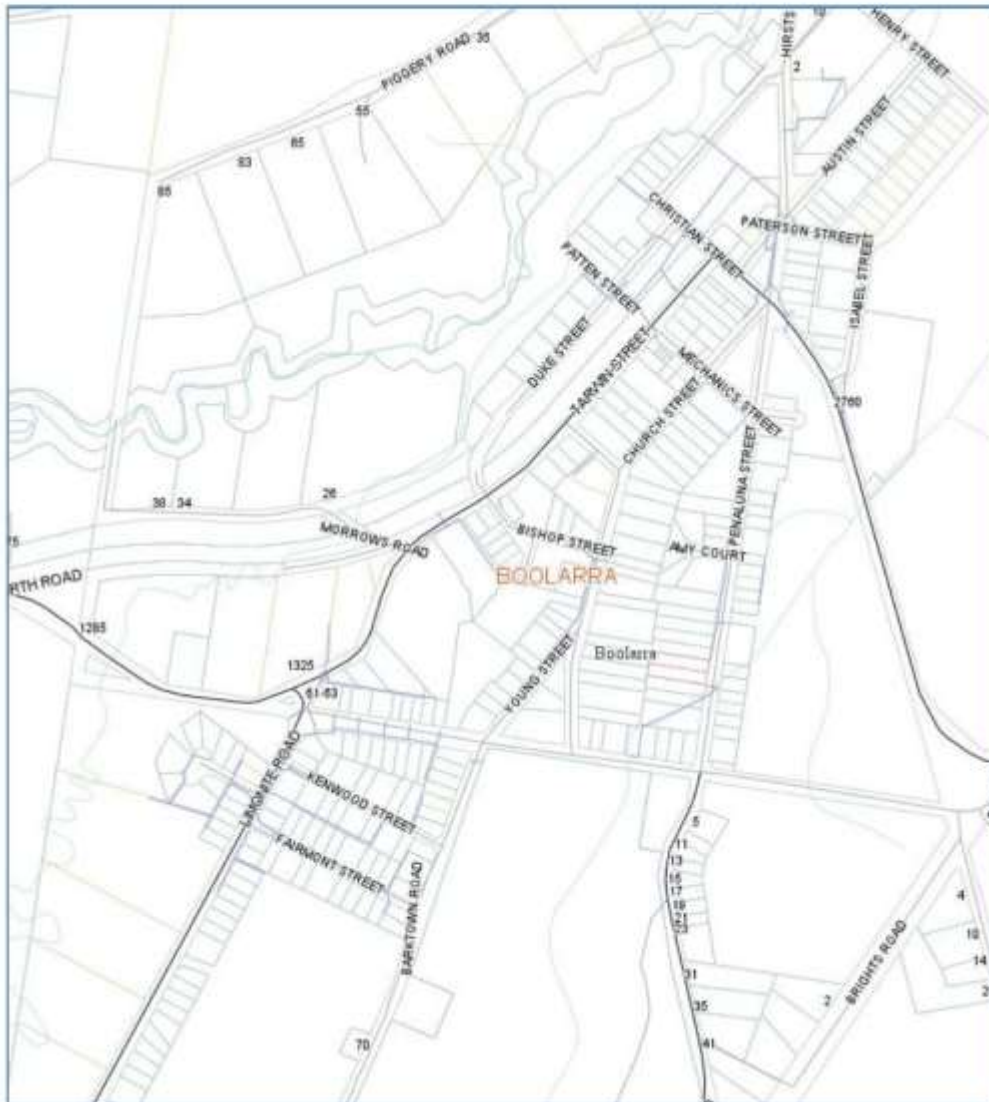 HENRY STREET
10
HIRSTS
PIGGERY ROAD 35
2
55
AUSTIN STREET
65
83
85
CHRISTIAN STREET
PATERSON STREET
PATTEN STREET
ISABEL STREET
DUKE STREET
TARWIN STREET
MECHANICS STREET
2760
CHURCH STREET
PENALUNA STREET
38 34
26
MORROWS ROAD
BISHOP STREET
AMY COURT
BOOLARRA
RTH ROAD
1285
Boolarra
YOUNG STREET
1325
61-63
LIMONITE ROAD
KENWOOD STREET
FAIRMONT STREET
5
11
13
17
19
21
BARKTOWN ROAD
4
10
14
BRIGHTS ROAD
31
2
2
35
41
70